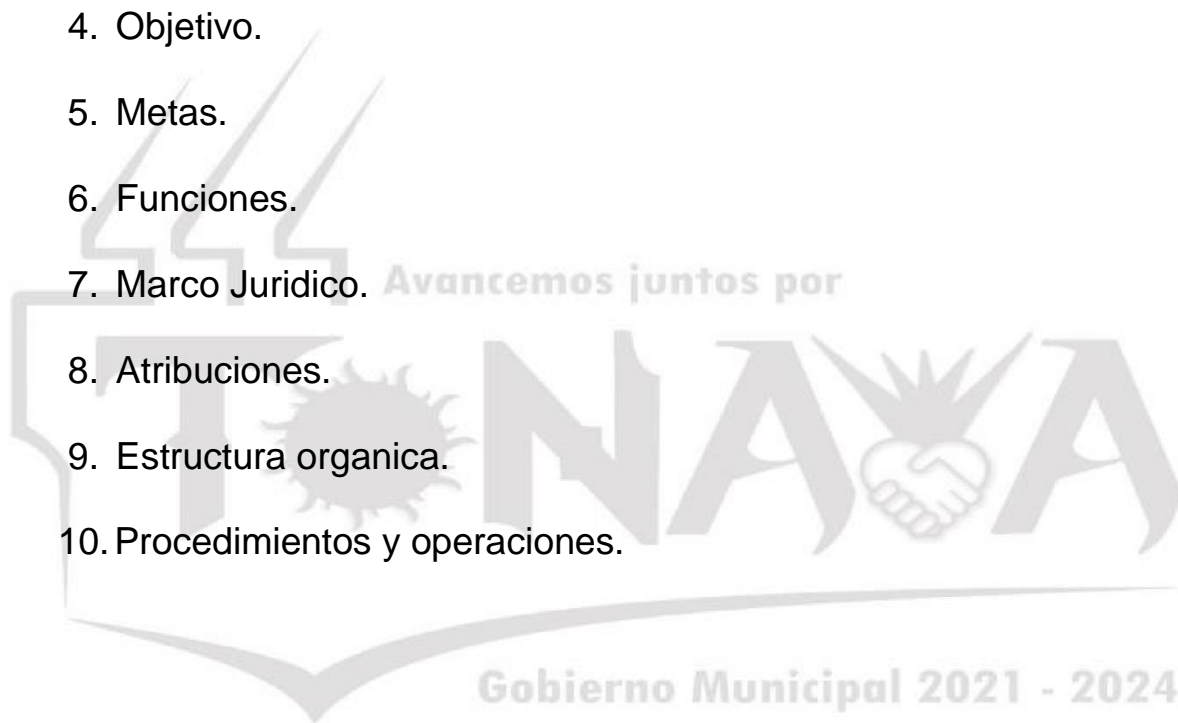 4. Objetivo.
5. Metas.
6. Funciones.
7. Marco Juridico.
Avancemos juntos por
TONAYA
8. Atribuciones.
9. Estructura organica.
10. Procedimientos y operaciones.
Gobierno Municipal 2021 - 2024